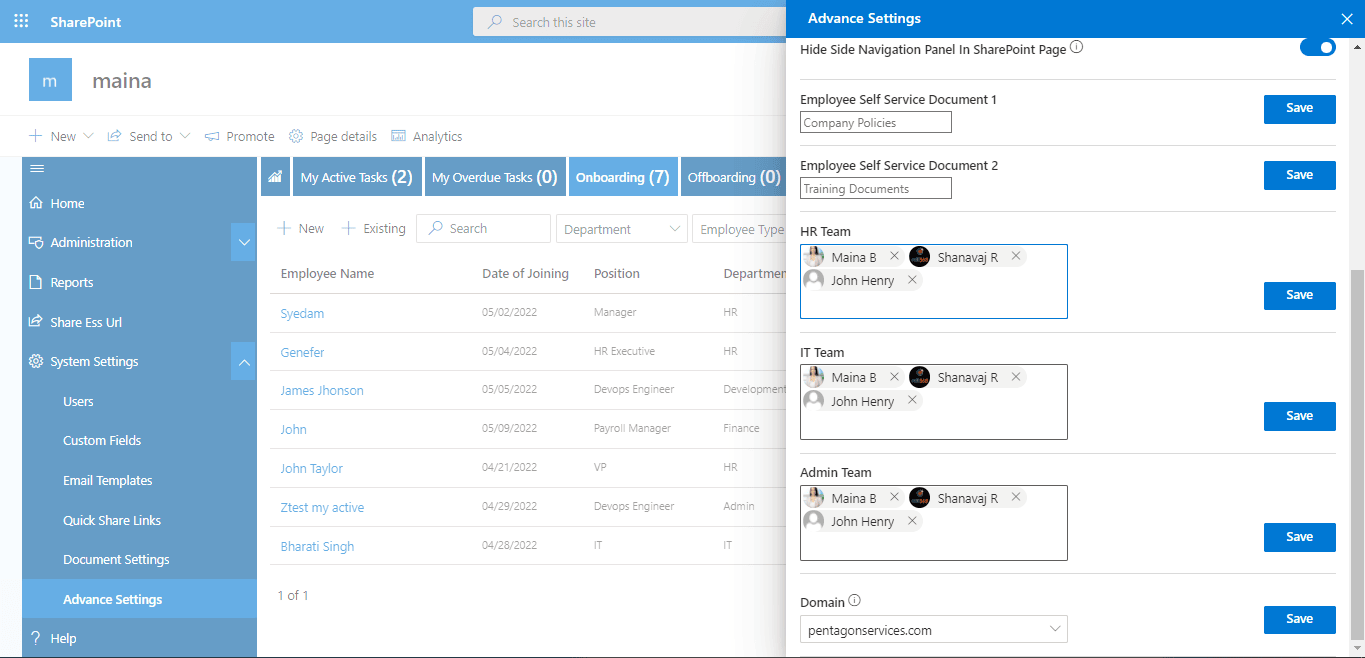 SharePoint
Search this site
m
maina
New
Send to
Promote
Page details
Analytics
Home
Administration
Reports
Share Ess Url
System Settings
Users
Custom Fields
Email Templates
Quick Share Links
Document Settings
Advance Settings
Help
My Active Tasks (2)
My Overdue Tasks (0)
Onboarding (7)
Offboarding (0)
New
Existing
Search
Department
Employee Type
Employee Name Date of Joining Position Departmen
Syedam 05/02/2022 Manager HR
Genefer 05/04/2022 HR Executive HR
James Jhonson 05/05/2022 Devops Engineer Development
John 05/09/2022 Payroll Manager Finance
John Taylor 04/21/2022 VP HR
Ztest my active 04/29/2022 Devops Engineer Admin
Bharati Singh 04/28/2022 IT IT
1 of 1
Advance Settings
Hide Side Navigation Panel In SharePoint Page
Employee Self Service Document 1
Company Policies
Save
Employee Self Service Document 2
Training Documents
Save
HR Team
Maina B Shanavaj R
John Henry
Save
IT Team
Maina B Shanavaj R
John Henry
Save
Admin Team
Maina B Shanavaj R
John Henry
Save
Domain
pentagonservices.com
Save